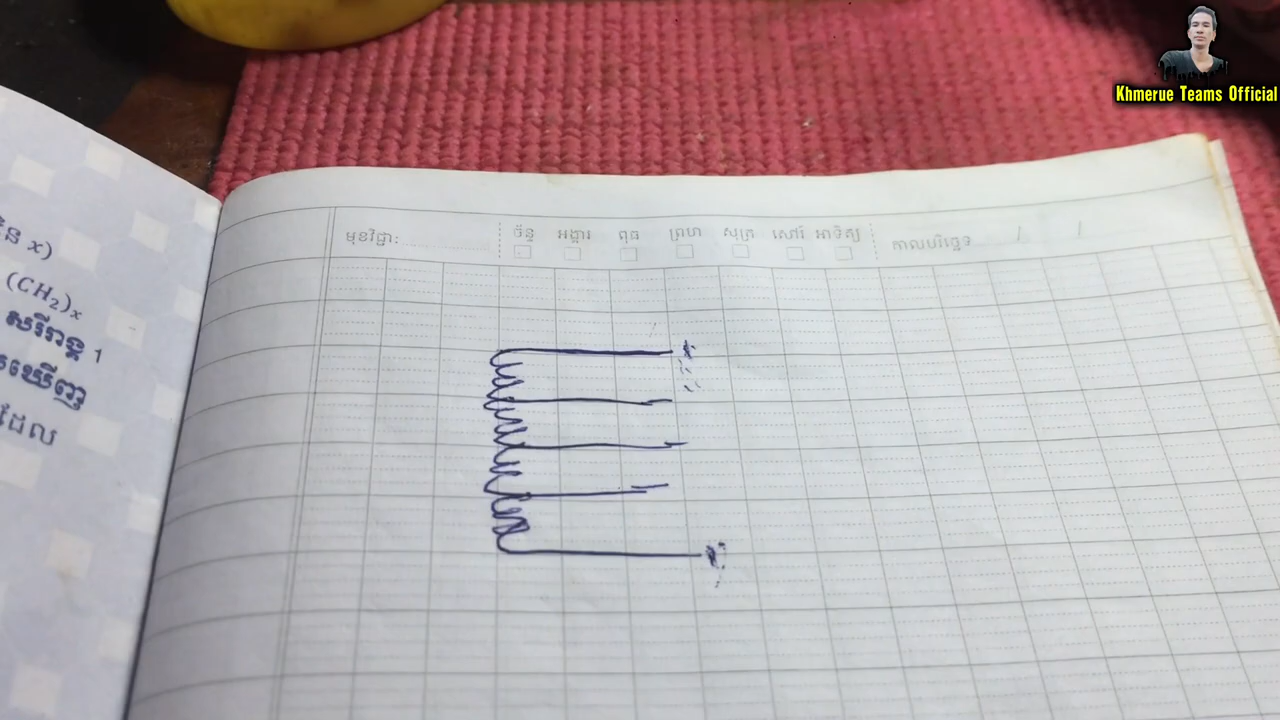 Khmerue Teams Official
មុខវិជ្ជា: ច័ន្ទ អង្គារ ពុធ ព្រហ សុក្រ សៅរ៍ អាទិត្យ កាលបរិច្ឆេទ / /
x)
(CH₂)ₓ
សេរីរាង្គ 1
ឃើញ
ដែល